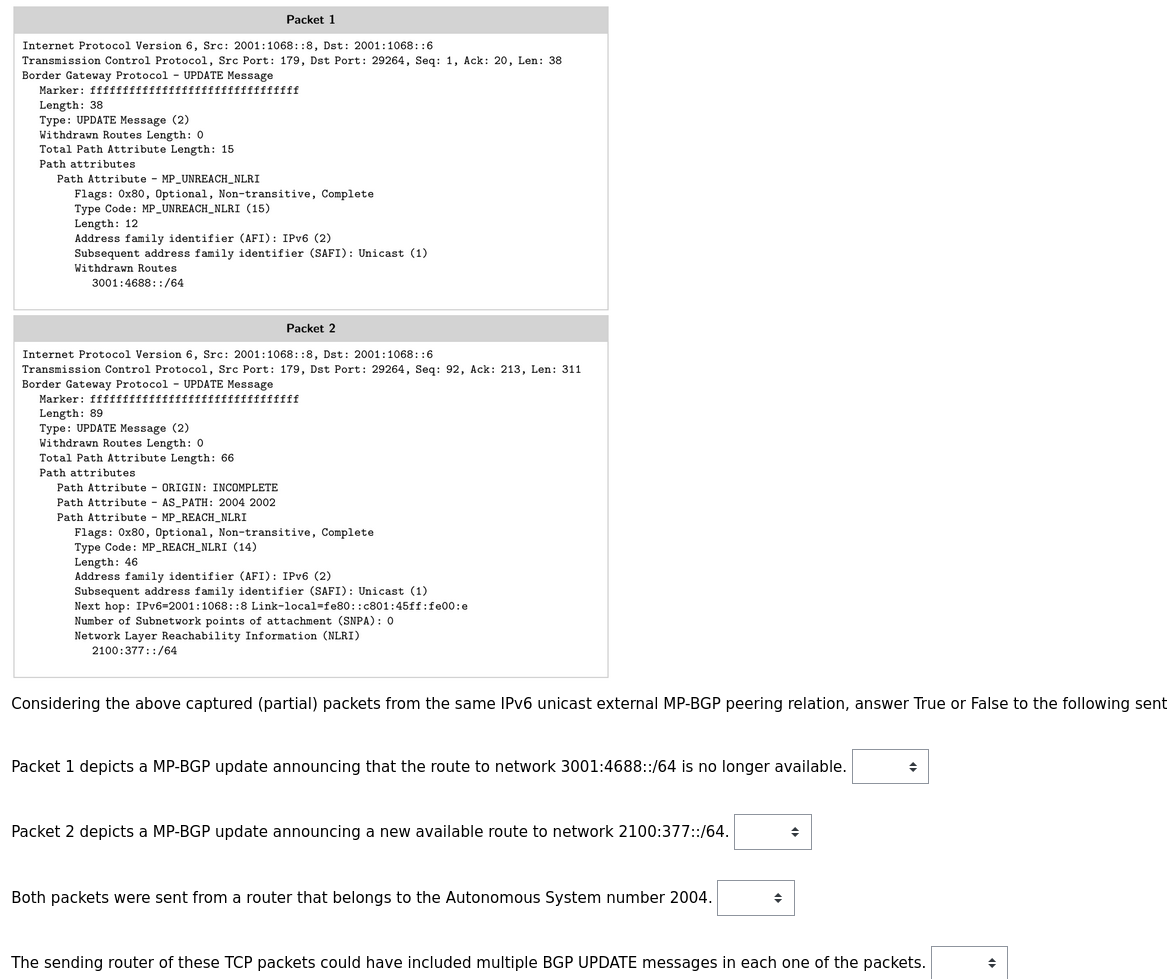 Packet 1
Internet Protocol Version 6, Src: 2001:1068::8, Dst: 2001:1068::6
Transmission Control Protocol, Src Port: 179, Dst Port: 29264, Seq: 1, Ack: 20, Len: 38
Border Gateway Protocol - UPDATE Message
Marker: ffffffffffffffffffffffffffffffff
Length: 38
Type: UPDATE Message (2)
Withdrawn Routes Length: 0
Total Path Attribute Length: 15
Path attributes
Path Attribute - MP_UNREACH_NLRI
Flags: 0x80, Optional, Non-transitive, Complete
Type Code: MP_UNREACH_NLRI (15)
Length: 12
Address family identifier (AFI): IPv6 (2)
Subsequent address family identifier (SAFI): Unicast (1)
Withdrawn Routes
3001:4688::/64
Packet 2
Internet Protocol Version 6, Src: 2001:1068::8, Dst: 2001:1068::6
Transmission Control Protocol, Src Port: 179, Dst Port: 29264, Seq: 92, Ack: 213, Len: 311
Border Gateway Protocol - UPDATE Message
Marker: ffffffffffffffffffffffffffffffff
Length: 89
Type: UPDATE Message (2)
Withdrawn Routes Length: 0
Total Path Attribute Length: 66
Path attributes
Path Attribute - ORIGIN: INCOMPLETE
Path Attribute - AS_PATH: 2004 2002
Path Attribute - MP_REACH_NLRI
Flags: 0x80, Optional, Non-transitive, Complete
Type Code: MP_REACH_NLRI (14)
Length: 46
Address family identifier (AFI): IPv6 (2)
Subsequent address family identifier (SAFI): Unicast (1)
Next hop: IPv6=2001:1068::8 Link-local=fe80::c801:45ff:fe00:e
Number of Subnetwork points of attachment (SNPA): 0
Network Layer Reachability Information (NLRI)
2100:377::/64
Considering the above captured (partial) packets from the same IPv6 unicast external MP-BGP peering relation, answer True or False to the following sent
Packet 1 depicts a MP-BGP update announcing that the route to network 3001:4688::/64 is no longer available.
Packet 2 depicts a MP-BGP update announcing a new available route to network 2100:377::/64.
Both packets were sent from a router that belongs to the Autonomous System number 2004.
The sending router of these TCP packets could have included multiple BGP UPDATE messages in each one of the packets.